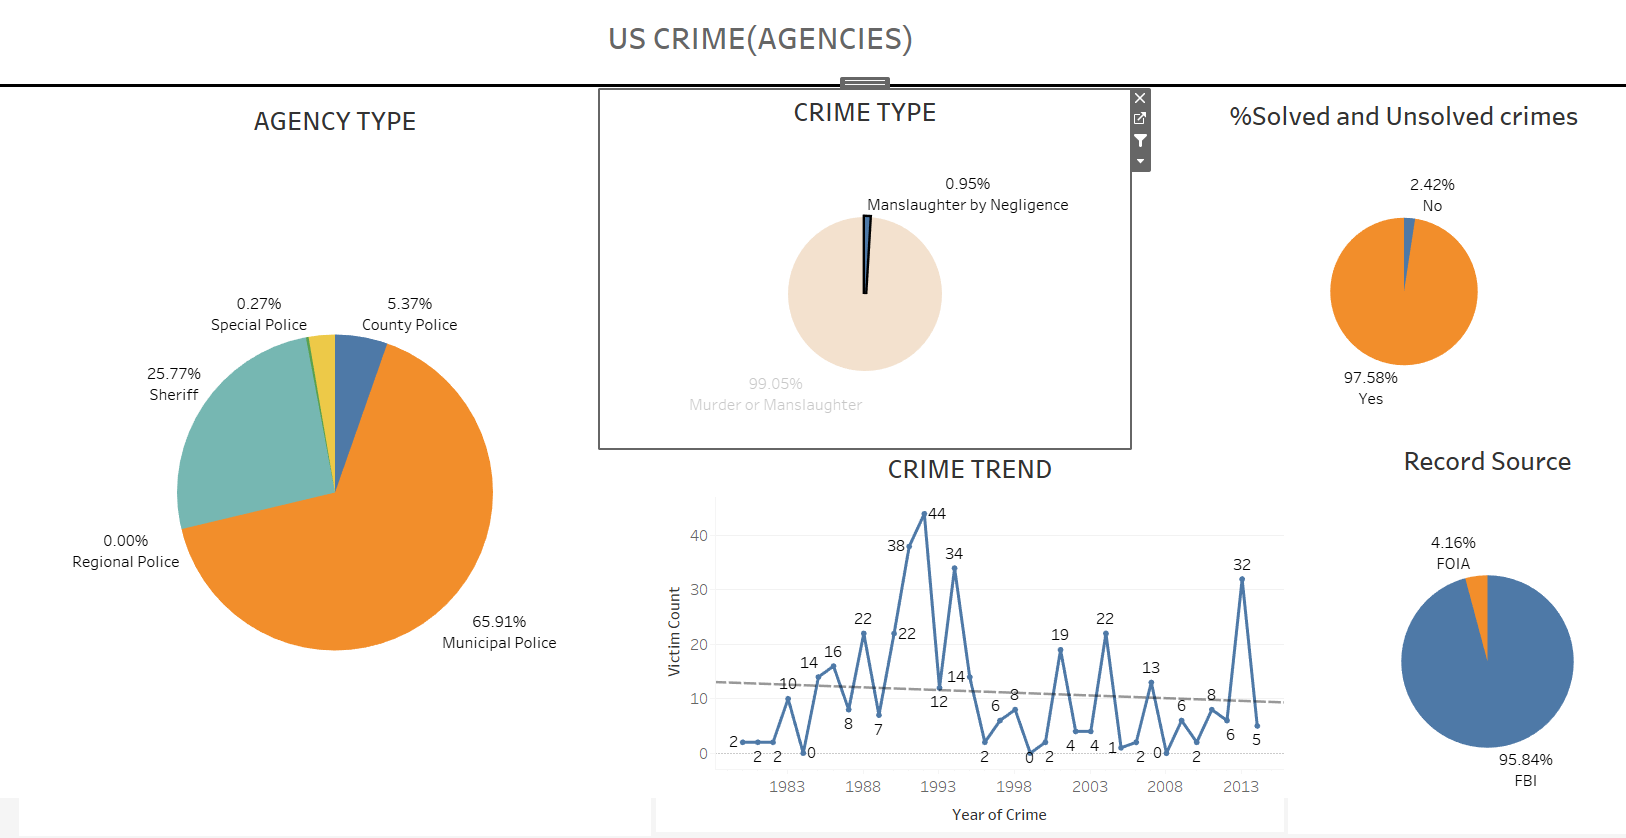 US CRIME(AGENCIES)
AGENCY TYPE
0.27%
Special Police
5.37%
County Police
25.77%
Sheriff
0.00%
Regional Police
65.91%
Municipal Police
CRIME TYPE
0.95%
Manslaughter by Negligence
99.05%
Murder or Manslaughter
%Solved and Unsolved crimes
2.42%
No
97.58%
Yes
CRIME TREND
Victim Count
40
30
20
10
0
2
2
2
10
0
14
16
8
22
7
22
38
44
12
34
14
2
6
8
0
2
19
4
4
22
1
2
13
0
6
2
8
6
32
5
1983 1988 1993 1998 2003 2008 2013
Year of Crime
Record Source
4.16%
FOIA
95.84%
FBI